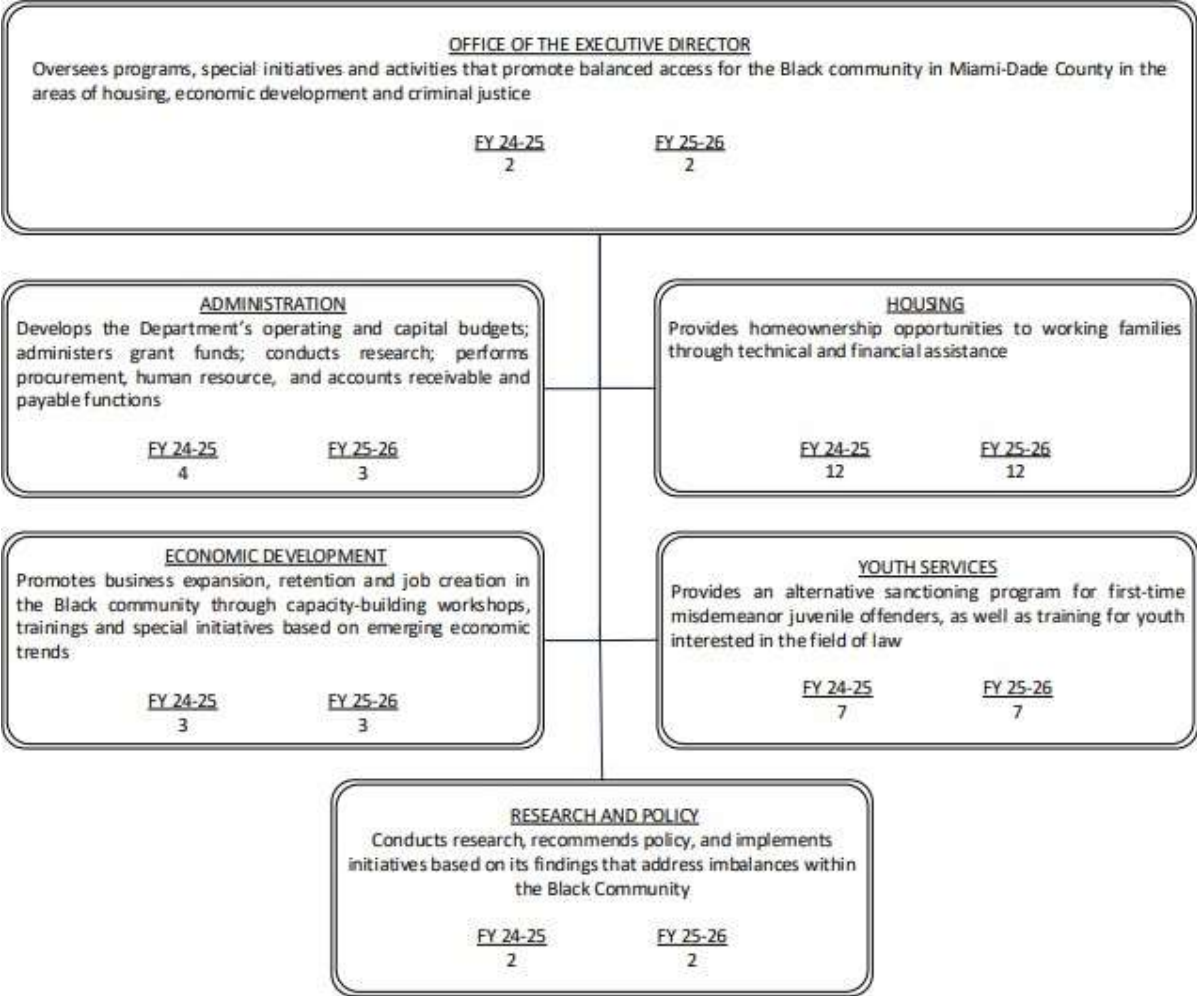 OFFICE OF THE EXECUTIVE DIRECTOR
Oversees programs, special initiatives and activities that promote balanced access for the Black community in Miami-Dade County in the
areas of housing, economic development and criminal justice
FY 24-25 FY 25-26
2 2
ADMINISTRATION
Develops the Department's operating and capital budgets;
administers grant funds; conducts research; performs
procurement, human resource, and accounts receivable and
payable functions
FY 24-25 FY 25-26
4 3
HOUSING
Provides homeownership opportunities to working families
through technical and financial assistance
FY 24-25 FY 25-26
12 12
ECONOMIC DEVELOPMENT
Promotes business expansion, retention and job creation in
the Black community through capacity-building workshops,
trainings and special initiatives based on emerging economic
trends
FY 24-25 FY 25-26
3 3
YOUTH SERVICES
Provides an alternative sanctioning program for first-time
misdemeanor juvenile offenders, as well as training for youth
interested in the field of law
FY 24-25 FY 25-26
7 7
RESEARCH AND POLICY
Conducts research, recommends policy, and implements
initiatives based on its findings that address imbalances within
the Black Community
FY 24-25 FY 25-26
2 2